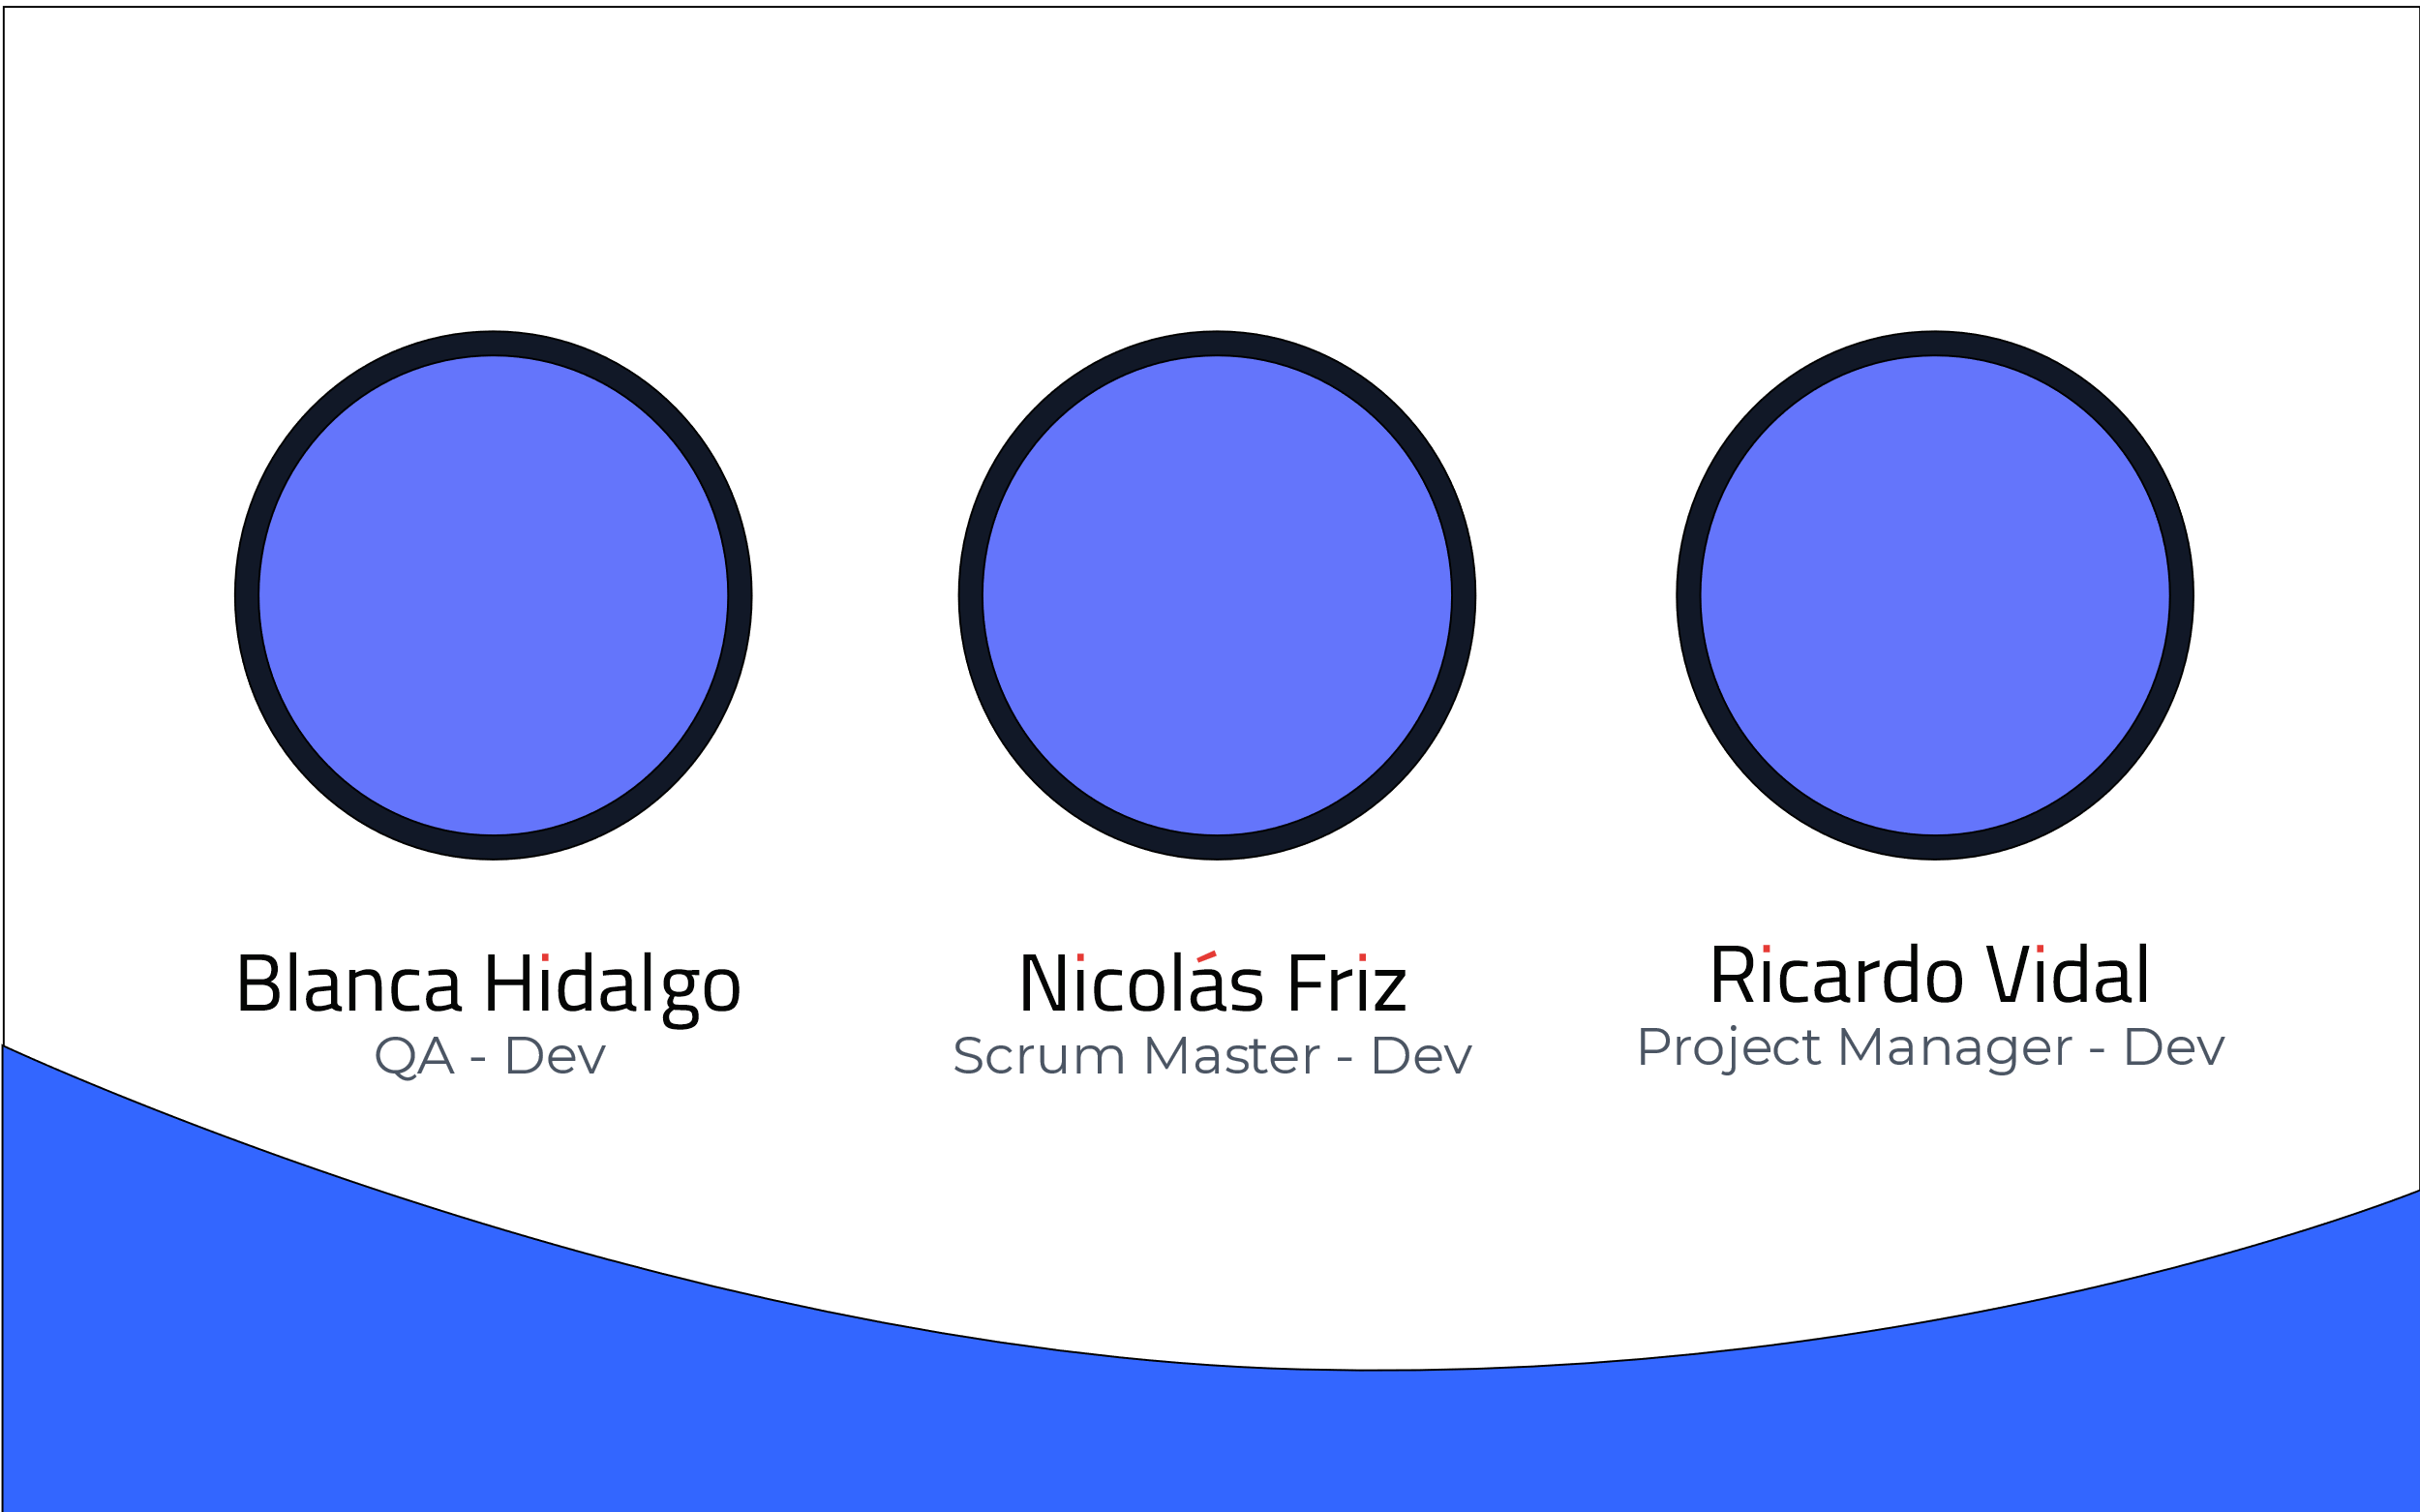 Blanca Hidalgo
QA - Dev
Nicolás Friz
Scrum Master - Dev
Ricardo Vidal
Project Manager - Dev